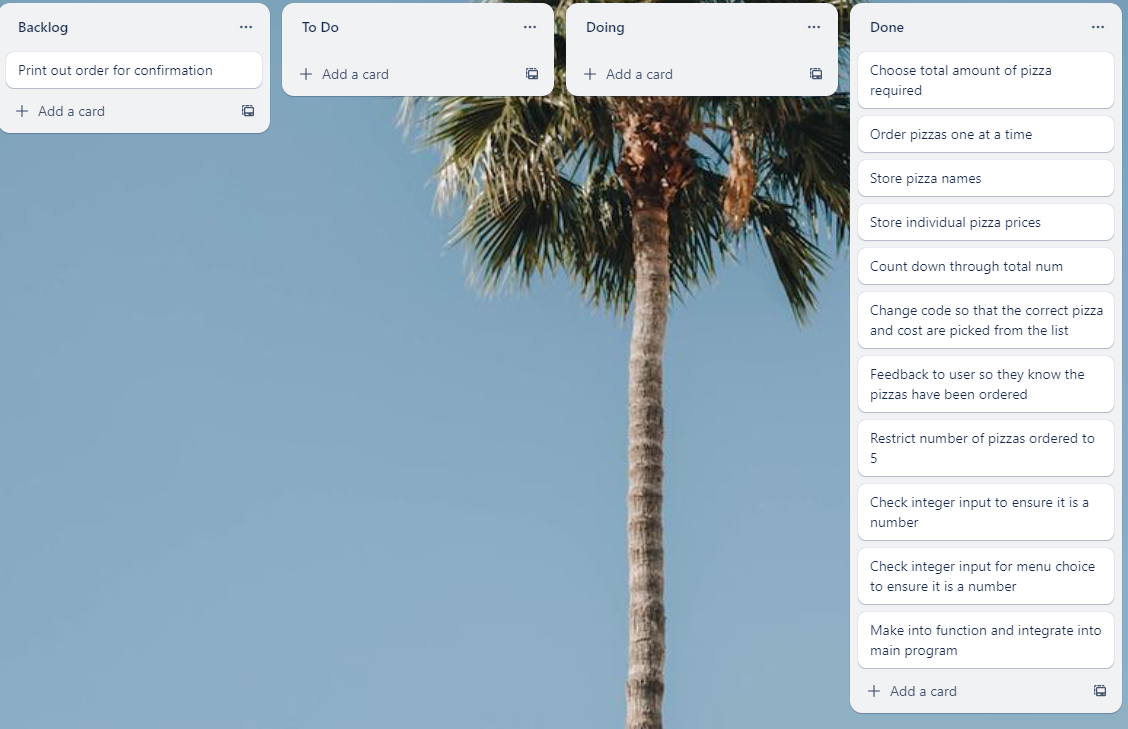 Backlog
Print out order for confirmation
Add a card
To Do
Add a card
Doing
Add a card
Done
Choose total amount of pizza
required
Order pizzas one at a time
Store pizza names
Store individual pizza prices
Count down through total num
Change code so that the correct pizza
and cost are picked from the list
Feedback to user so they know the
pizzas have been ordered
Restrict number of pizzas ordered to
5
Check integer input to ensure it is a
number
Check integer input for menu choice
to ensure it is a number
Make into function and integrate into
main program
Add a card